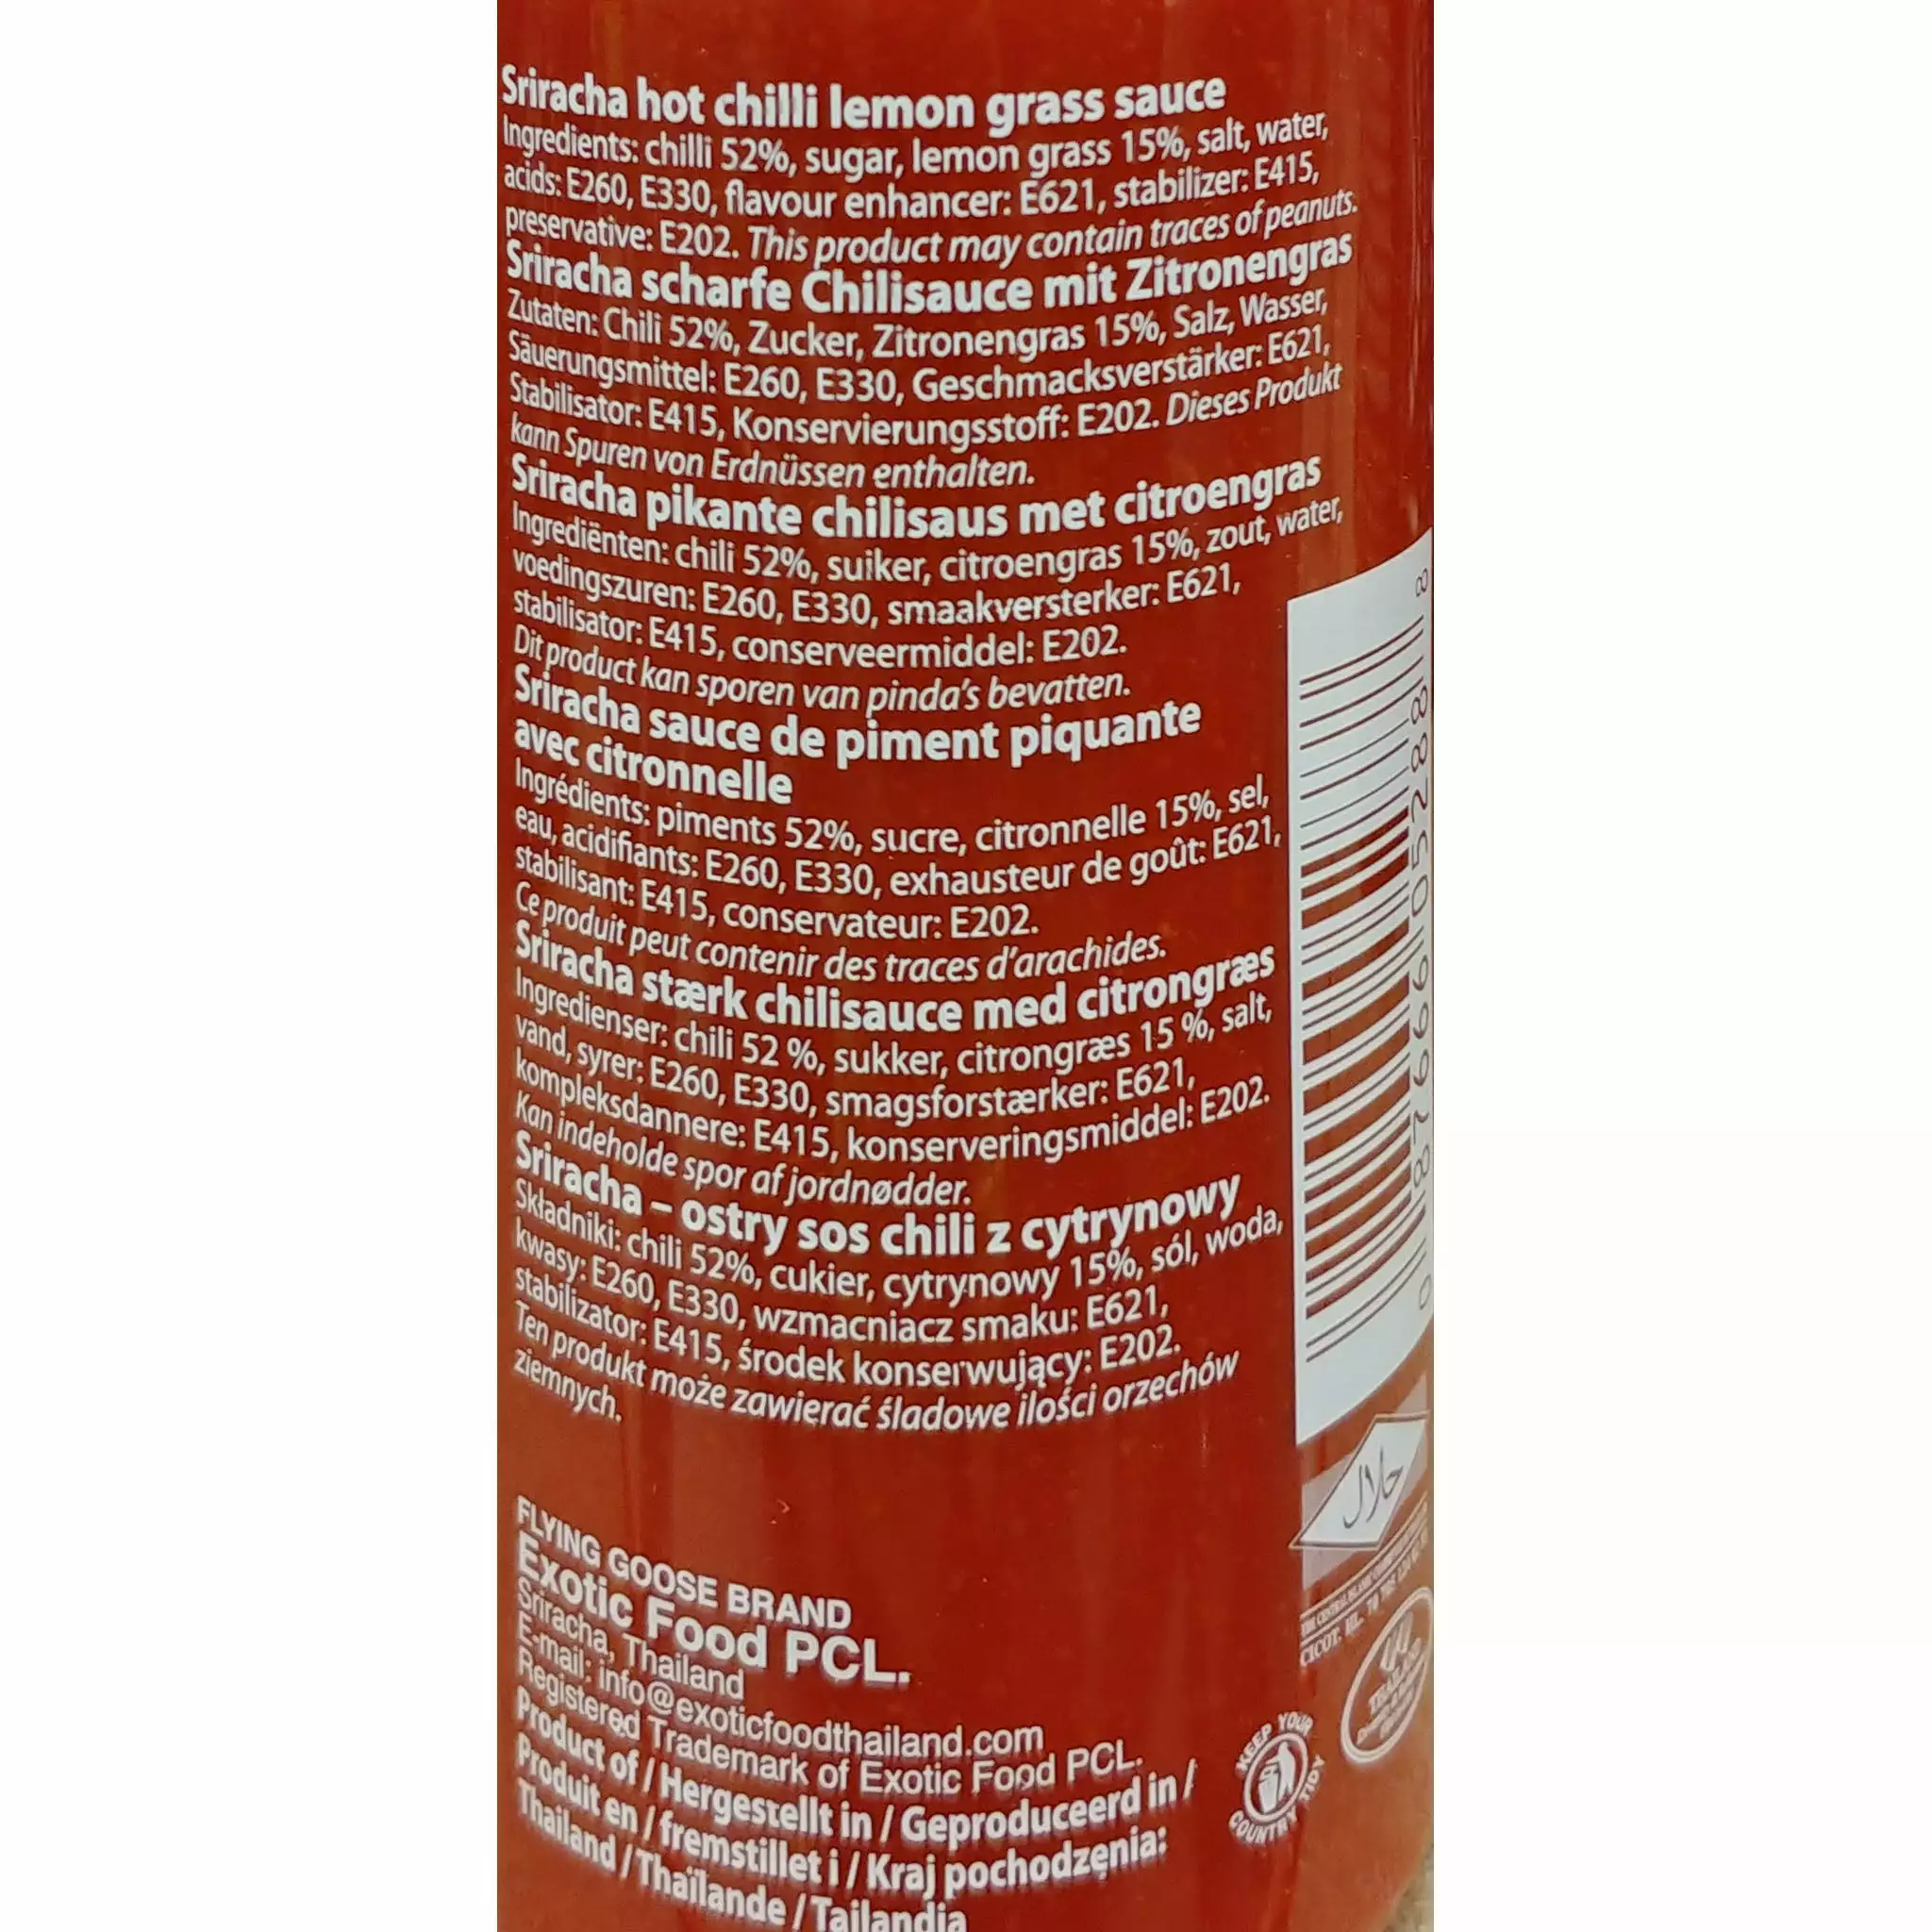 Sriracha hot chilli lemon grass sauce
Ingredients: chilli 52%, sugar, lemon grass 15%, salt, water,
acids: E260, E330, flavour enhancer: E621, stabilizer: E415,
preservative: E202. This product may contain traces of peanuts.
Sriracha scharfe Chilisauce mit Zitronengras
Zutaten: Chili 52%, Zucker, Zitronengras 15%, Salz, Wasser,
Säuerungsmittel: E260, E330, Geschmacksverstärker: E621,
Stabilisator: E415, Konservierungsstoff: E202. Dieses Produkt
kann Spuren von Erdnüssen enthalten.
Sriracha pikante chilisaus met citroengras
Ingrediënten: chili 52%, suiker, citroengras 15%, zout, water,
voedingszuren: E260, E330, smaakversterker: E621,
stabilisator: E415, conserveermiddel: E202.
Dit product kan sporen van pinda's bevatten.
Sriracha sauce de piment piquante
avec citronnelle
Ingrédients: piments 52%, sucre, citronnelle 15%, sel,
eau, acidifiants: E260, E330, exhausteur de goût: E621,
stabilisant: E415, conservateur: E202.
Ce produit peut contenir des traces d'arachides.
Sriracha stærk chilisauce med citrongræs
Ingredienser: chili 52 %, sukker, citrongræs 15 %, salt,
vand, syrer: E260, E330, smagsforstærker: E621,
kompleksdannere: E415, konserveringsmiddel: E202.
Kan indeholde spor af jordnødder.
Sriracha – ostry sos chili z cytrynowy
Składniki: chili 52%, cukier, cytrynowy 15%, sól, woda,
kwasy: E260, E330, wzmacniacz smaku: E621,
stabilizator: E415, środek konserwujący: E202.
Ten produkt może zawierać śladowe ilości orzechów
ziemnych.
FLYING GOOSE BRAND
Exotic Food PCL.
Sriracha, Thailand
E-mail: info@exoticfoodthailand.com
Registered Trademark of Exotic Food PCL.
Product of / Hergestellt in / Geproduceerd in /
Produit en / fremstillet i / Kraj pochodzęnia:
Thailand / Thaïlande / Tajlandia
0 87666 05288 8
حلال
CICOT. HL.
THAILAND
KEEP YOUR
COUNTRY TIDY